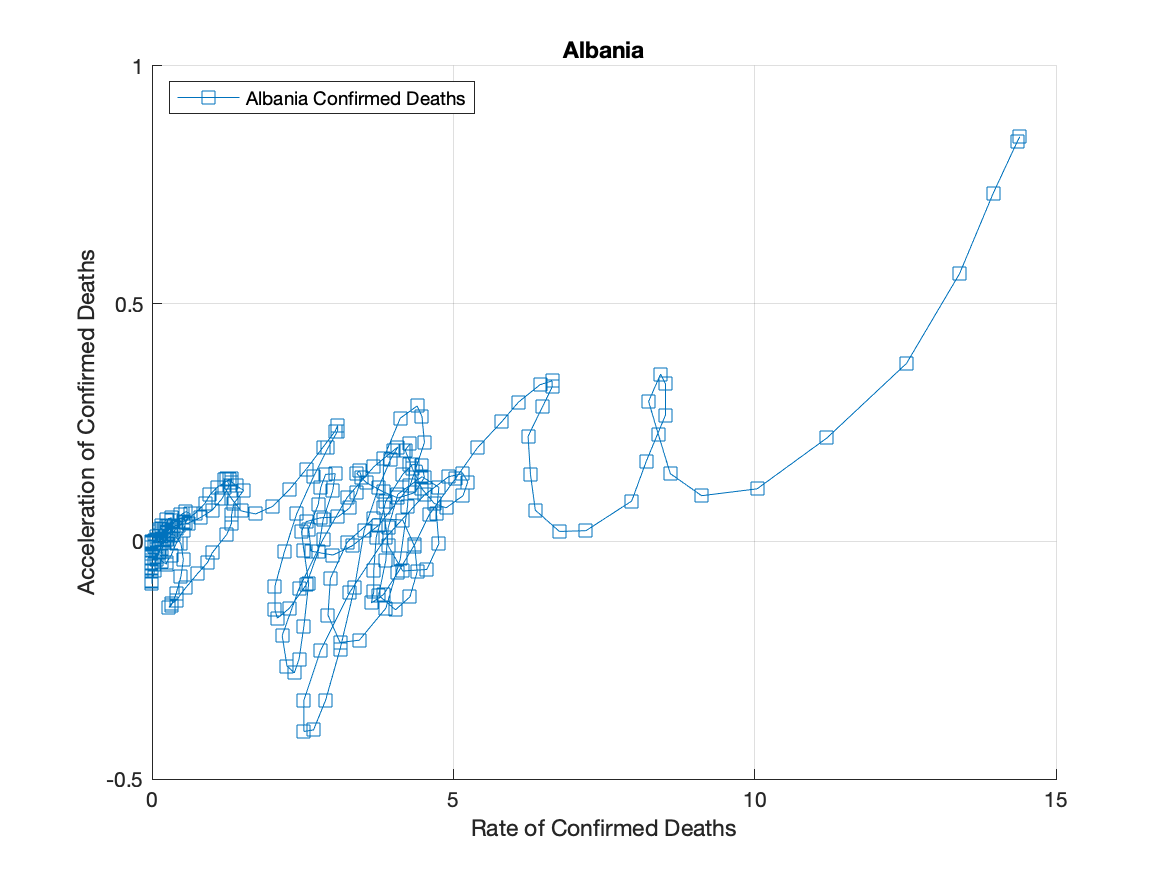 Albania
1
Albania Confirmed Deaths
0.5
0
-0.5
Acceleration of Confirmed Deaths
0
5
10
15
Rate of Confirmed Deaths